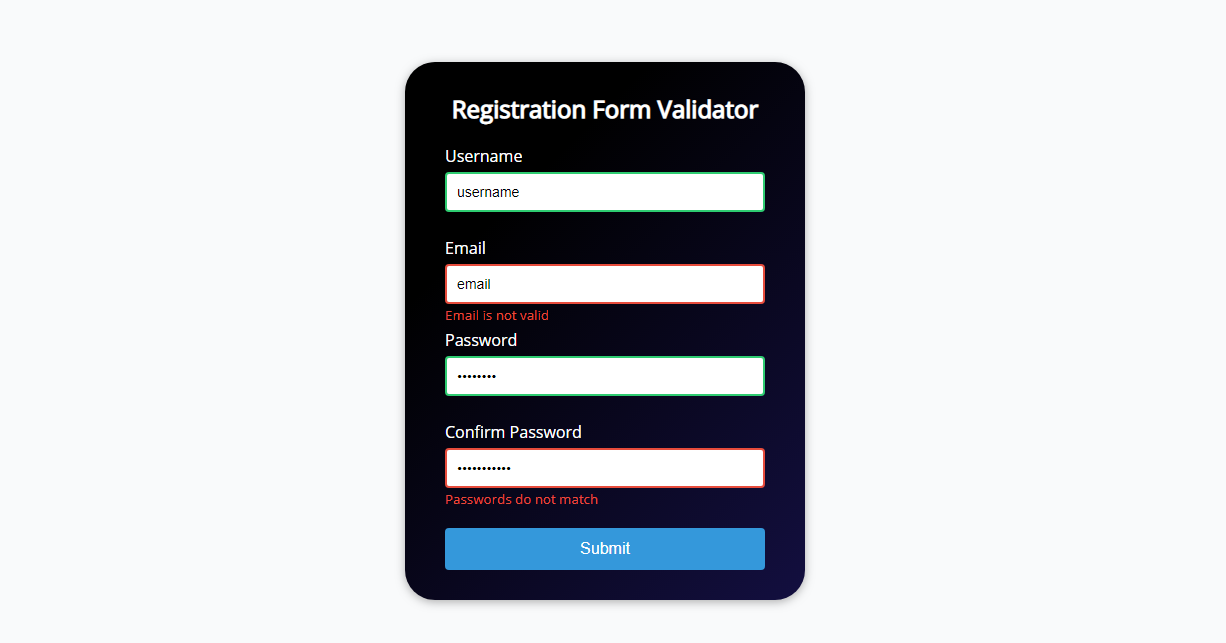 Registration Form Validator
Username
username
Email
email
Email is not valid
Password
••••••••
Confirm Password
•••••••••••
Passwords do not match
Submit